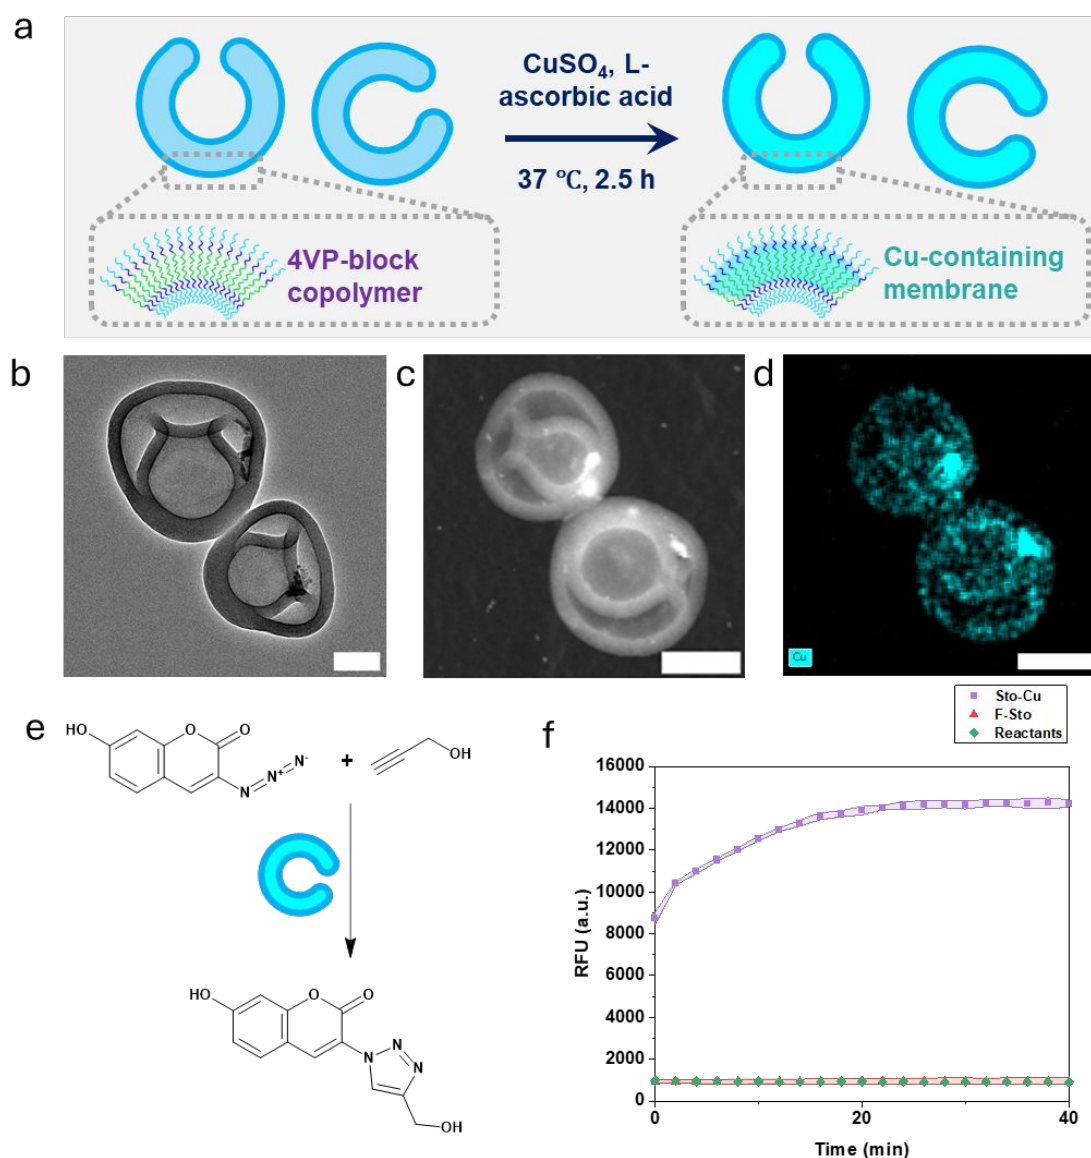 a
CuSO₄, L-
ascorbic acid
37 °C, 2.5 h
4VP-block
copolymer
Cu-containing
membrane
b
c
d
Cu
e
HO
O
O
N
N⁺
N⁻
+
OH
HO
O
O
N
N
N
OH
f
Sto-Cu
F-Sto
Reactants
16000
14000
12000
10000
8000
6000
4000
2000
0
RFU (a.u.)
0
20
40
Time (min)